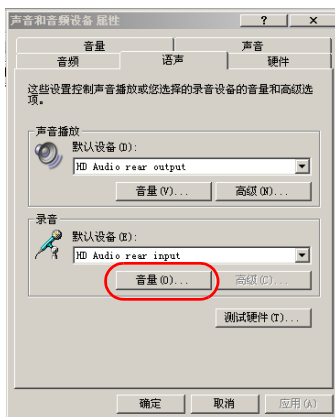 声音和音频设备 属性
? ×
音量 声音
音频 语声 硬件
这些设置控制声音播放或您选择的录音设备的音量和高级选
项。
声音播放
默认设备(D):
HD Audio rear output
音量(V)... 高级(N)...
录音
默认设备(E):
HD Audio rear input
音量(O)... 高级(C)...
测试硬件(T)...
确定 取消 应用(A)